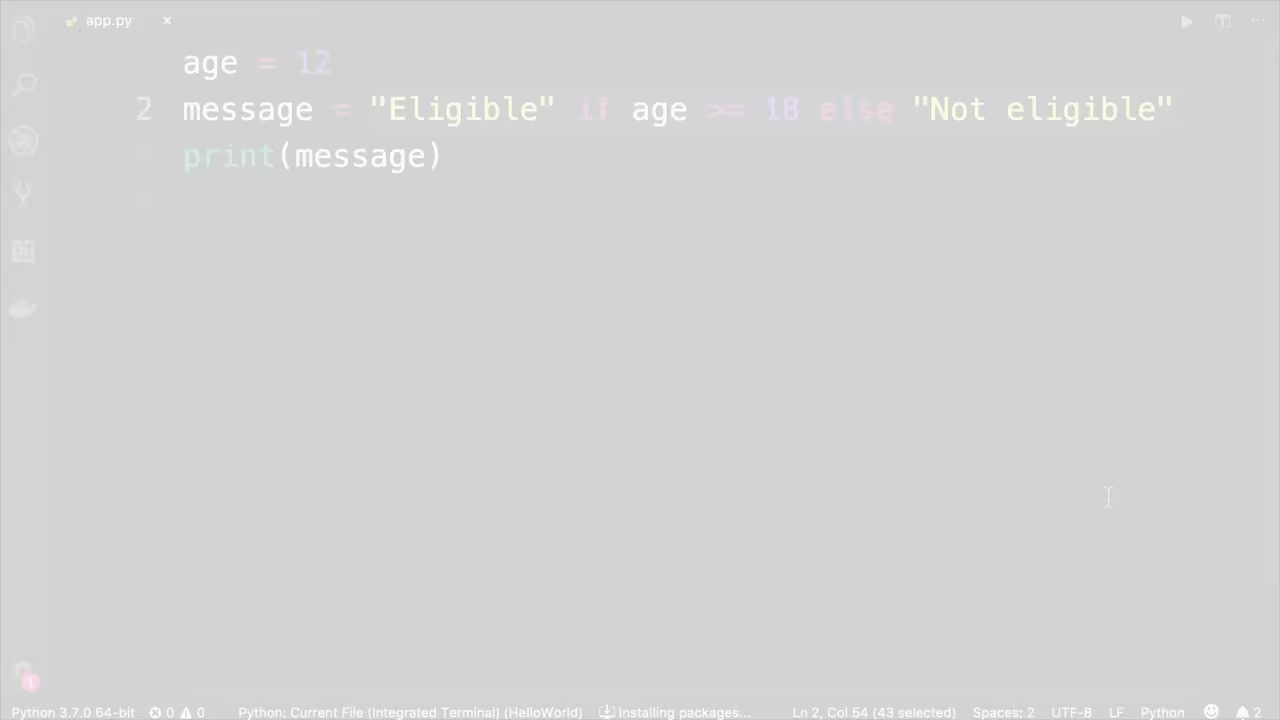 app.py ×
age = 12
2 message = "Eligible" if age >= 18 else "Not eligible"
print(message)
Python 3.7.0 64-bit 0 0 Python: Current File (Integrated Terminal) (HelloWorld) Installing packages... Ln 2, Col 54 (43 selected) Spaces: 2 UTF-8 LF Python 2